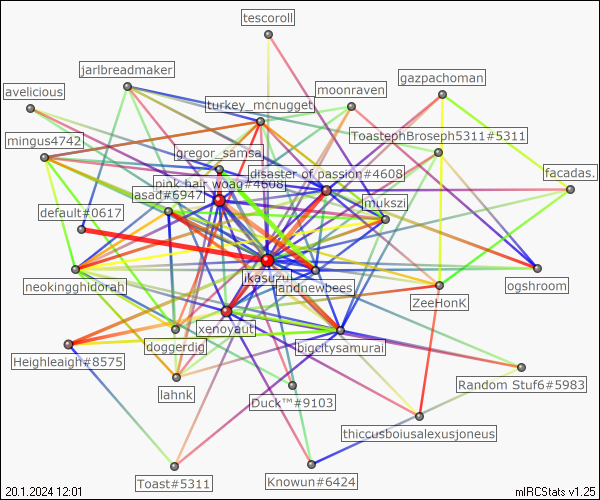 tescoroll
jarlbreadmaker
gazpachoman
avelicious
moonraven
turkey_mcnugget
mingus4742
ToastephBroseph5311#5311
gregor_samsa
disaster of passion#4608
facadas.
pink hair woag#4608
asad#6947
mukszi
default#0617
ikasuzui
andnewbees
neokingghidorah
ogshroom
ZeeHonK
xenoyaut
doggerdig
bigcitysamurai
Heighleaigh#8575
Random Stuf6#5983
lahnk
Duck™#9103
thiccusboiusalexusjoneus
Toast#5311
Knowun#6424
20.1.2024 12:01
mIRCStats v1.25